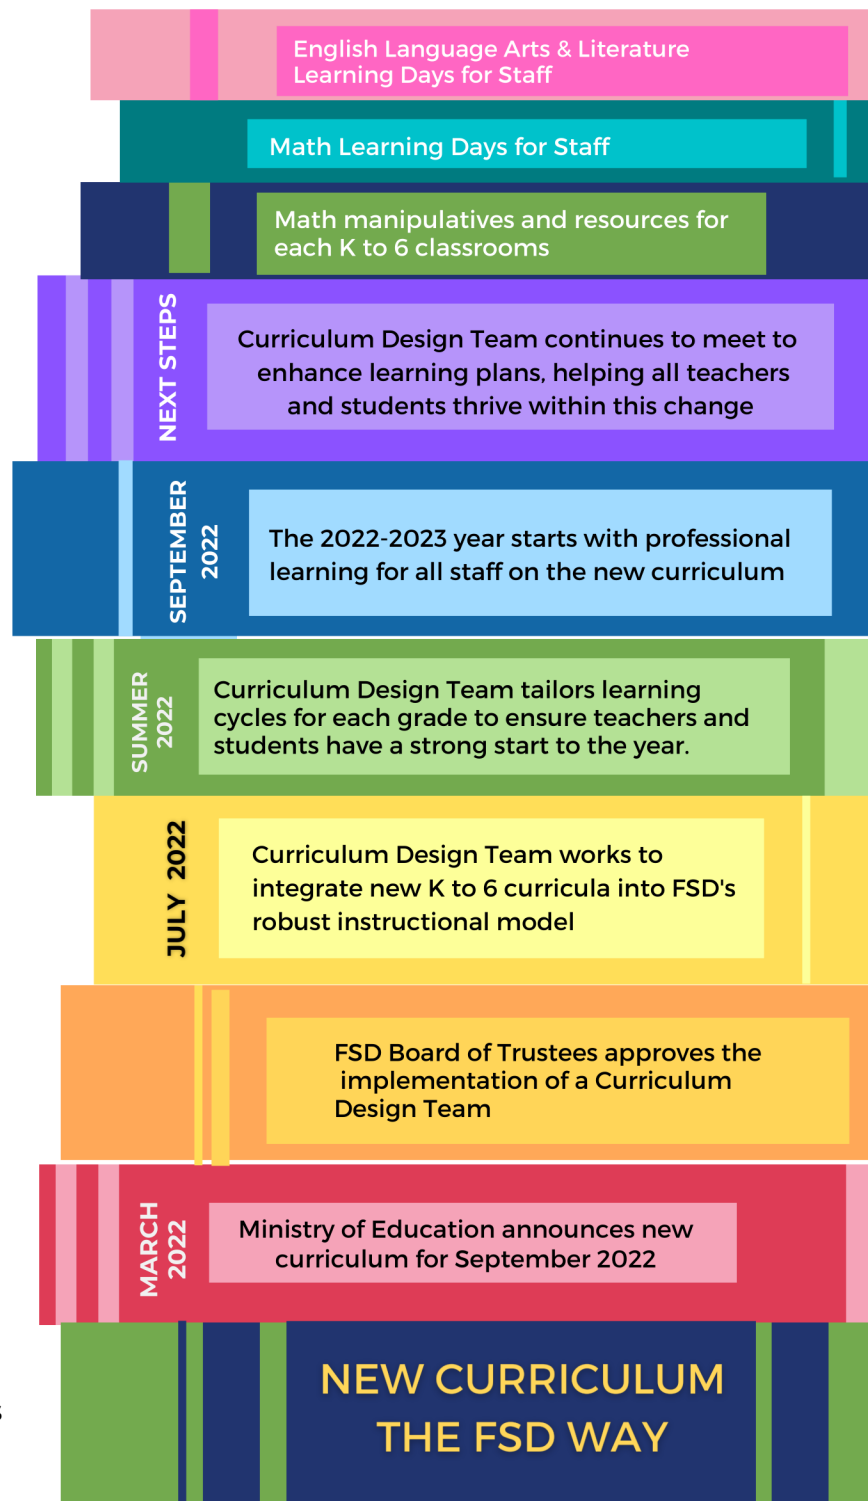 English Language Arts & Literature
Learning Days for Staff
Math Learning Days for Staff
Math manipulatives and resources for
each K to 6 classrooms
NEXT STEPS
Curriculum Design Team continues to meet to
enhance learning plans, helping all teachers
and students thrive within this change
SEPTEMBER
2022
The 2022-2023 year starts with professional
learning for all staff on the new curriculum
SUMMER
2022
Curriculum Design Team tailors learning
cycles for each grade to ensure teachers and
students have a strong start to the year.
JULY 2022
Curriculum Design Team works to
integrate new K to 6 curricula into FSD's
robust instructional model
FSD Board of Trustees approves the
implementation of a Curriculum
Design Team
MARCH
2022
Ministry of Education announces new
curriculum for September 2022
NEW CURRICULUM
THE FSD WAY